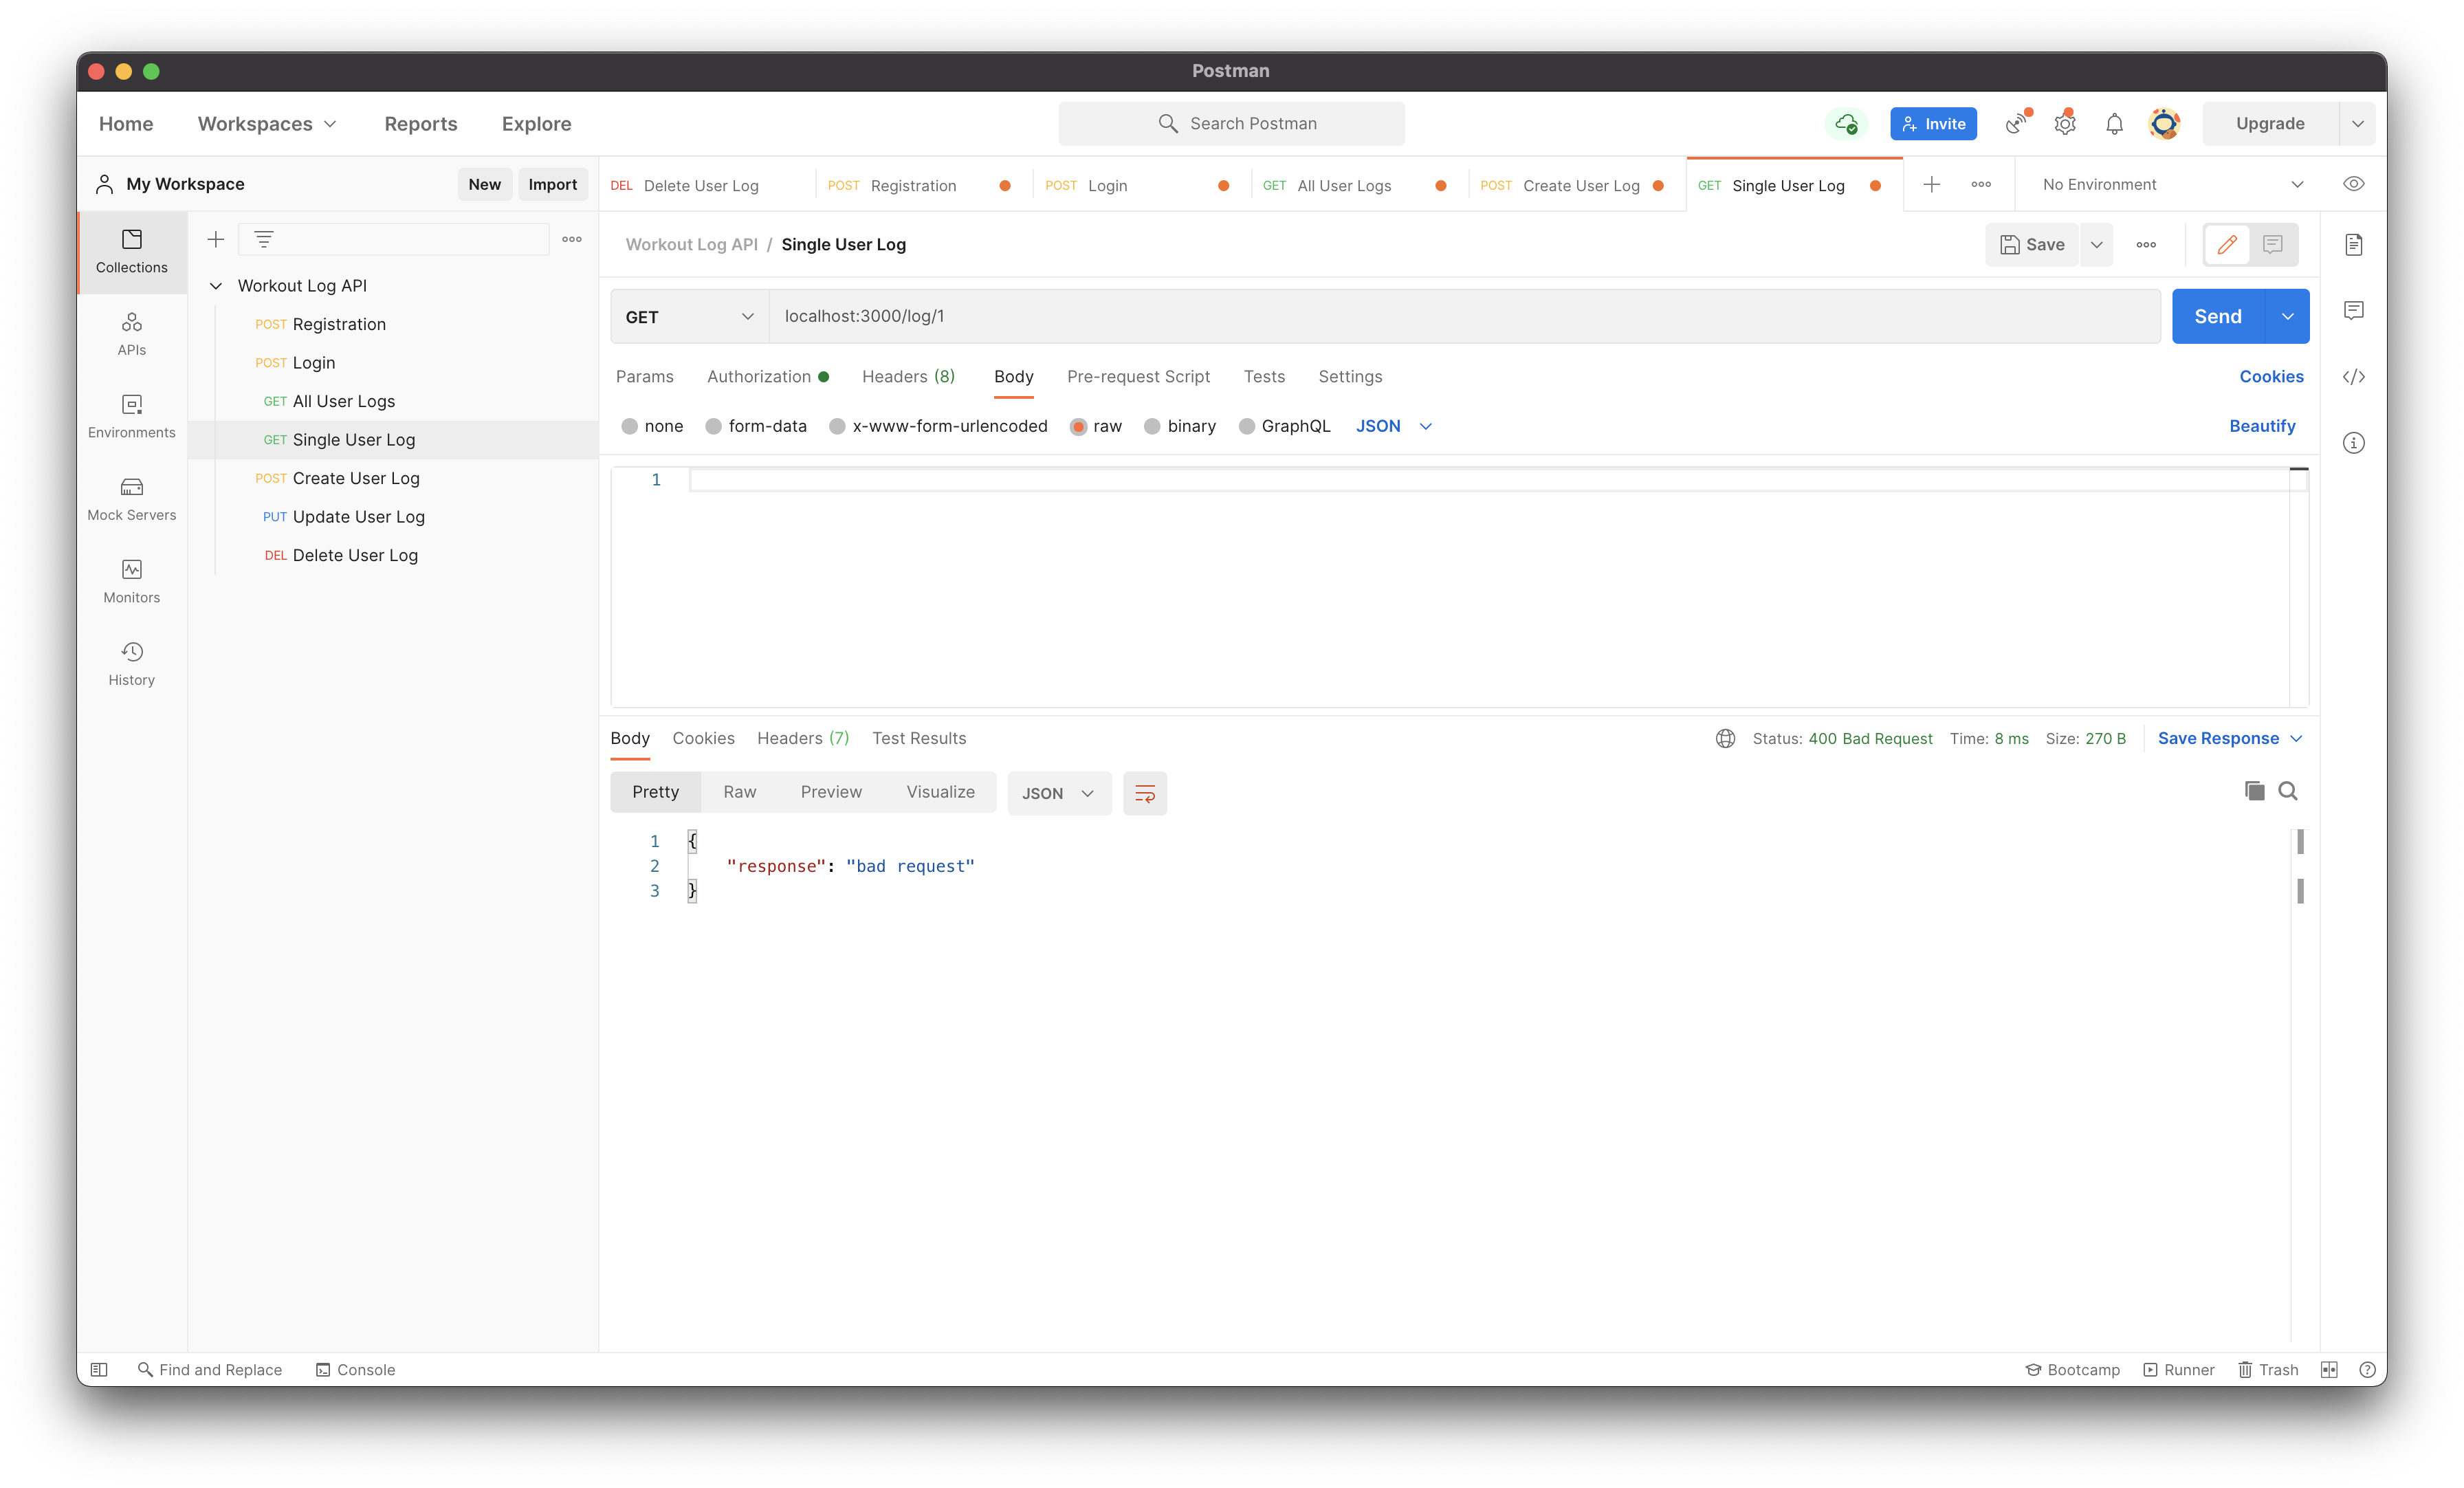 Postman
Home Workspaces Reports Explore Search Postman Invite Upgrade
My Workspace New Import DEL Delete User Log POST Registration POST Login GET All User Logs POST Create User Log GET Single User Log No Environment
Collections
APIs
Environments
Mock Servers
Monitors
History
Workout Log API
POST Registration
POST Login
GET All User Logs
GET Single User Log
POST Create User Log
PUT Update User Log
DEL Delete User Log
Workout Log API / Single User Log Save
GET localhost:3000/log/1 Send
Params Authorization Headers (8) Body Pre-request Script Tests Settings Cookies
none form-data x-www-form-urlencoded raw binary GraphQL JSON Beautify
1
Body Cookies Headers (7) Test Results Status: 400 Bad Request Time: 8 ms Size: 270 B Save Response
Pretty Raw Preview Visualize JSON
1 {
2 "response": "bad request"
3 }
Find and Replace Console Bootcamp Runner Trash